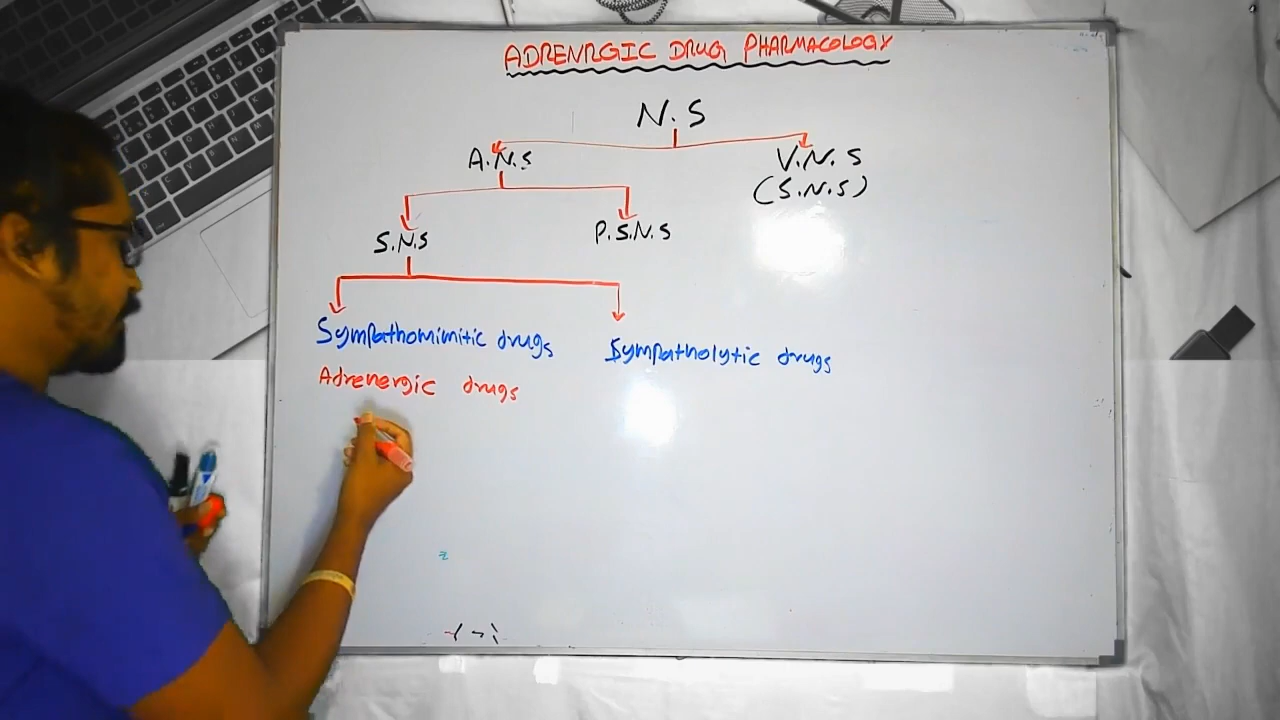 ADRENRGIC DRUG PHARMACOLOGY
N.S
A.N.S
V.N.S
(S.N.S)
S.N.S
P.S.N.S
Sympathomimitic drugs
Sympatholytic drugs
Adrenergic drugs